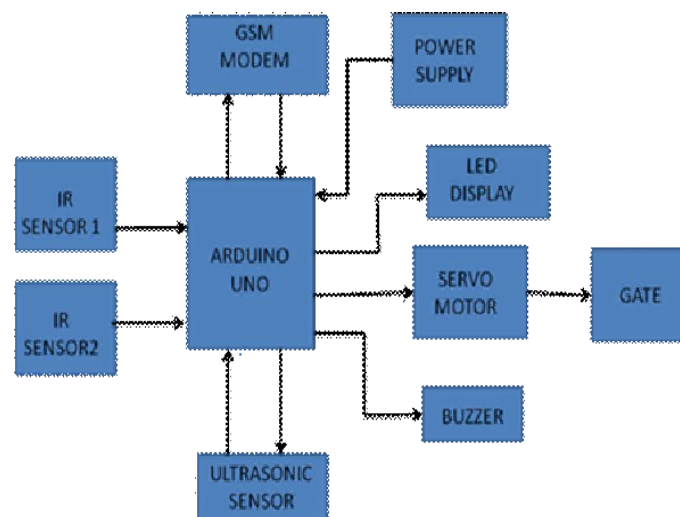 GSM
MODEM
POWER
SUPPLY
IR
SENSOR 1
LED
DISPLAY
ARDUINO
UNO
SERVO
MOTOR
GATE
IR
SENSOR2
BUZZER
ULTRASONIC
SENSOR